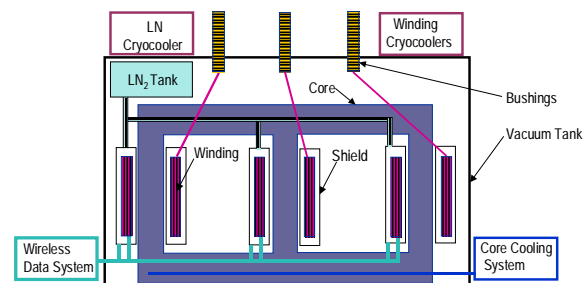 LN
Cryocooler
Winding
Cryocoolers
LN₂ Tank
Core
Bushings
Vacuum Tank
Winding
Shield
Wireless
Data System
Core Cooling
System